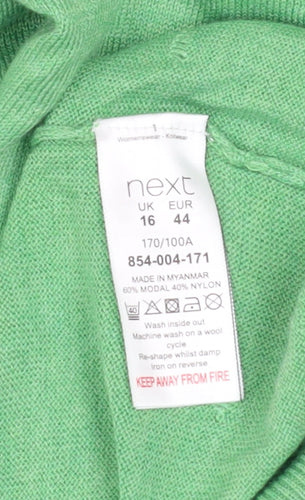 Womenswear - Knitwear
next
UK EUR
16 44
170/100A
854-004-171
MADE IN MYANMAR
60% MODAL 40% NYLON
40
Wash inside out
Machine wash on a wool
cycle
Re-shape whilst damp
Iron on reverse
KEEP AWAY FROM FIRE